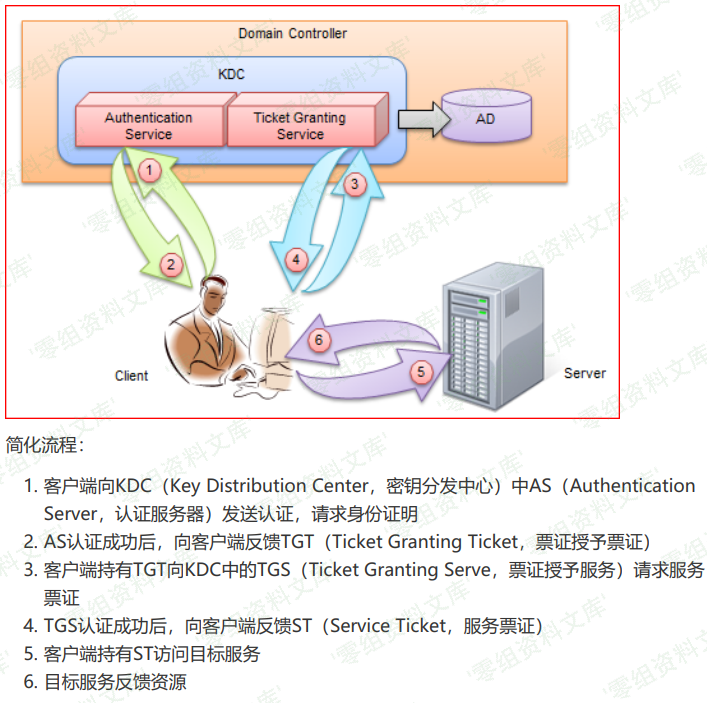 Domain Controller
KDC
Authentication
Service
Ticket Granting
Service
AD
1
3
2
4
6
5
Client
Server
简化流程：
1. 客户端向KDC（Key Distribution Center，密钥分发中心）中AS（Authentication
Server，认证服务器）发送认证，请求身份证明
2. AS认证成功后，向客户端反馈TGT（Ticket Granting Ticket，票证授予票证）
3. 客户端持有TGT向KDC中的TGS（Ticket Granting Serve，票证授予服务）请求服务
票证
4. TGS认证成功后，向客户端反馈ST（Service Ticket，服务票证）
5. 客户端持有ST访问目标服务
6. 目标服务反馈资源
'零组资料文库'